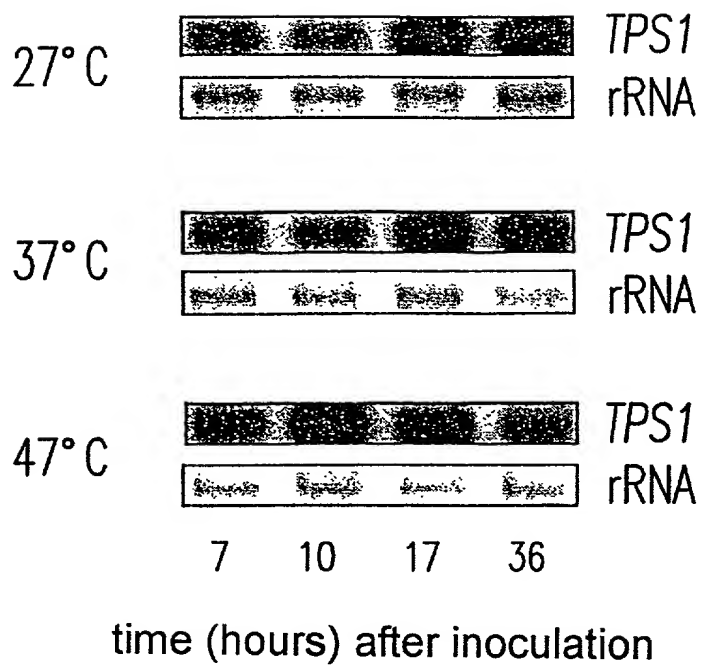 27°C
TPS1
rRNA
37°C
TPS1
rRNA
47°C
TPS1
rRNA
7 10 17 36
time (hours) after inoculation